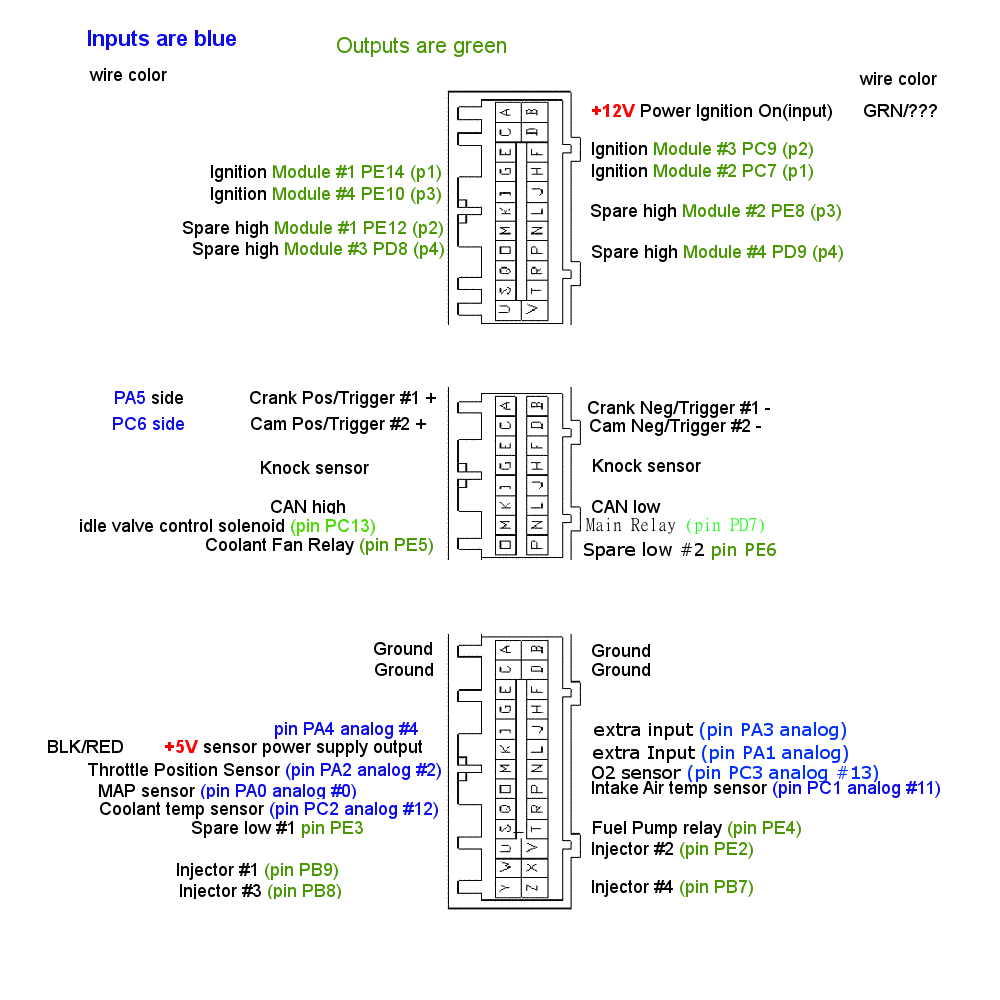 Inputs are blue
Outputs are green
wire color
wire color
+12V Power Ignition On(input) GRN/???
Ignition Module #3 PC9 (p2)
Ignition Module #1 PE14 (p1)
Ignition Module #2 PC7 (p1)
Ignition Module #4 PE10 (p3)
Spare high Module #2 PE8 (p3)
Spare high Module #1 PE12 (p2)
Spare high Module #3 PD8 (p4)
Spare high Module #4 PD9 (p4)
A B
C D
E F
G H
J
K L
M N
O P
Q R
S T
U V
PA5 side Crank Pos/Trigger #1 +
Crank Neg/Trigger #1 -
PC6 side Cam Pos/Trigger #2 +
Cam Neg/Trigger #2 -
Knock sensor
Knock sensor
CAN high
CAN low
idle valve control solenoid (pin PC13)
Main Relay (pin PD7)
Coolant Fan Relay (pin PE5)
Spare low #2 pin PE6
A B
C D
E F
G H
J
K L
M N
O P
Ground
Ground
Ground
Ground
pin PA4 analog #4
extra input (pin PA3 analog)
BLK/RED +5V sensor power supply output
extra Input (pin PA1 analog)
Throttle Position Sensor (pin PA2 analog #2)
O2 sensor (pin PC3 analog #13)
MAP sensor (pin PA0 analog #0)
Intake Air temp sensor (pin PC1 analog #11)
Coolant temp sensor (pin PC2 analog #12)
Spare low #1 pin PE3
Fuel Pump relay (pin PE4)
Injector #2 (pin PE2)
Injector #1 (pin PB9)
Injector #3 (pin PB8)
Injector #4 (pin PB7)
A B
C D
E F
G H
J
K L
M N
O P
Q R
S T
U V
W X
Y Z